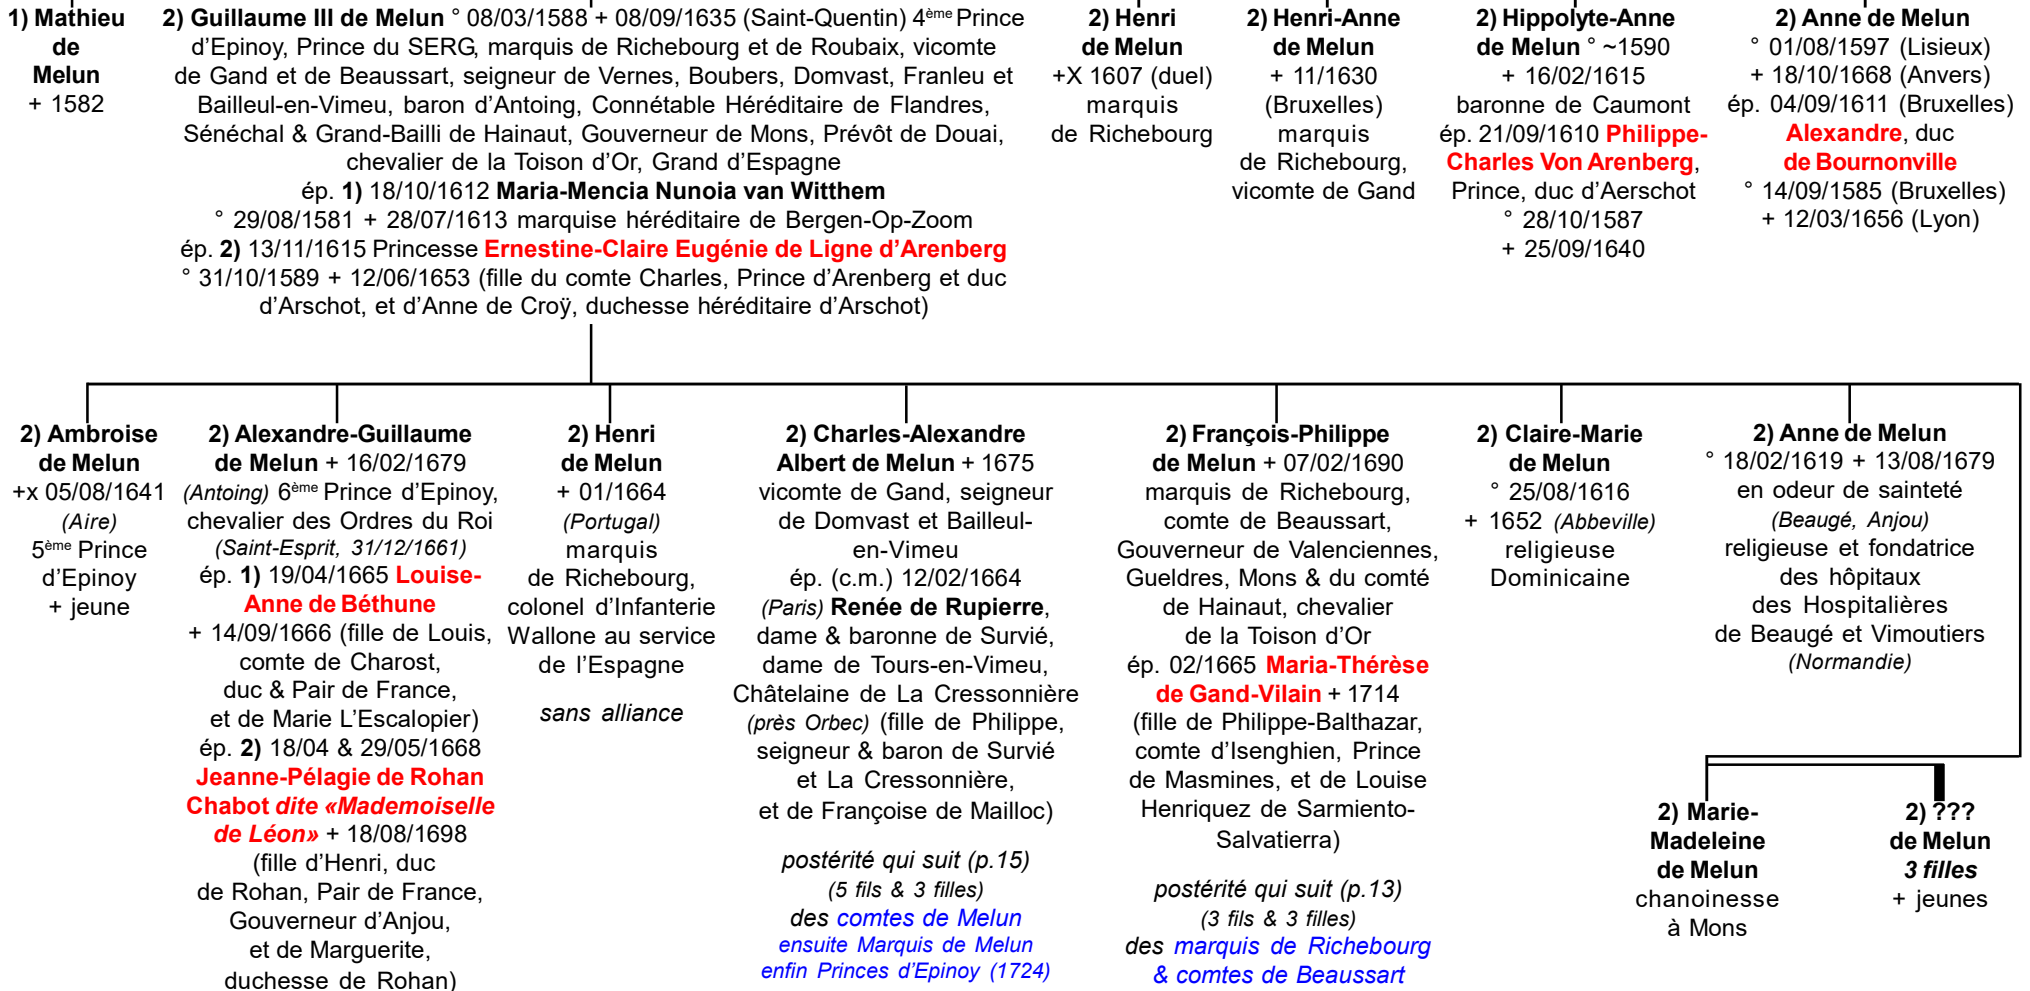 1) Mathieu
de
Melun
+ 1582
2) Guillaume III de Melun ° 08/03/1588 + 08/09/1635 (Saint-Quentin) 4ème Prince
d’Epinoy, Prince du SERG, marquis de Richebourg et de Roubaix, vicomte
de Gand et de Beaussart, seigneur de Vernes, Boubers, Domvast, Franleu et
Bailleul-en-Vimeu, baron d’Antoing, Connétable Héréditaire de Flandres,
Sénéchal & Grand-Bailli de Hainaut, Gouverneur de Mons, Prévôt de Douai,
chevalier de la Toison d’Or, Grand d’Espagne
ép. 1) 18/10/1612 Maria-Mencia Nunoia van Witthem
° 29/08/1581 + 28/07/1613 marquise héréditaire de Bergen-Op-Zoom
ép. 2) 13/11/1615 Princesse Ernestine-Claire Eugénie de Ligne d’Arenberg
° 31/10/1589 + 12/06/1653 (fille du comte Charles, Prince d’Arenberg et duc
d’Arschot, et d’Anne de Croÿ, duchesse héréditaire d’Arschot)
2) Henri
de Melun
+X 1607 (duel)
marquis
de Richebourg
2) Henri-Anne
de Melun
+ 11/1630
(Bruxelles)
marquis
de Richebourg,
vicomte de Gand
2) Hippolyte-Anne
de Melun ° ~1590
+ 16/02/1615
baronne de Caumont
ép. 21/09/1610 Philippe-
Charles Von Arenberg,
Prince, duc d’Aerschot
° 28/10/1587
+ 25/09/1640
2) Anne de Melun
° 01/08/1597 (Lisieux)
+ 18/10/1668 (Anvers)
ép. 04/09/1611 (Bruxelles)
Alexandre, duc
de Bournonville
° 14/09/1585 (Bruxelles)
+ 12/03/1656 (Lyon)
2) Ambroise
de Melun
+x 05/08/1641
(Aire)
5ème Prince
d’Epinoy
+ jeune
2) Alexandre-Guillaume
de Melun + 16/02/1679
(Antoing) 6ème Prince d’Epinoy,
chevalier des Ordres du Roi
(Saint-Esprit, 31/12/1661)
ép. 1) 19/04/1665 Louise-
Anne de Béthune
+ 14/09/1666 (fille de Louis,
comte de Charost,
duc & Pair de France,
et de Marie L’Escalopier)
ép. 2) 18/04 & 29/05/1668
Jeanne-Pélagie de Rohan
Chabot dite «Mademoiselle
de Léon» + 18/08/1698
(fille d’Henri, duc
de Rohan, Pair de France,
Gouverneur d’Anjou,
et de Marguerite,
duchesse de Rohan)
2) Henri
de Melun
+ 01/1664
(Portugal)
marquis
de Richebourg,
colonel d’Infanterie
Wallone au service
de l’Espagne
sans alliance
2) Charles-Alexandre
Albert de Melun + 1675
vicomte de Gand, seigneur
de Domvast et Bailleul-
en-Vimeu
ép. (c.m.) 12/02/1664
(Paris) Renée de Rupierre,
dame & baronne de Survié,
dame de Tours-en-Vimeu,
Châtelaine de La Cressonnière
(près Orbec) (fille de Philippe,
seigneur & baron de Survié
et La Cressonnière,
et de Françoise de Mailloc)
postérité qui suit (p.15)
(5 fils & 3 filles)
des comtes de Melun
ensuite Marquis de Melun
enfin Princes d’Epinoy (1724)
2) François-Philippe
de Melun + 07/02/1690
marquis de Richebourg,
comte de Beaussart,
Gouverneur de Valenciennes,
Gueldres, Mons & du comté
de Hainaut, chevalier
de la Toison d’Or
ép. 02/1665 Maria-Thérèse
de Gand-Vilain + 1714
(fille de Philippe-Balthazar,
comte d’Isenghien, Prince
de Masmines, et de Louise
Henriquez de Sarmiento-
Salvatierra)
postérité qui suit (p.13)
(3 fils & 3 filles)
des marquis de Richebourg
& comtes de Beaussart
2) Claire-Marie
de Melun
° 25/08/1616
+ 1652 (Abbeville)
religieuse
Dominicaine
2) Anne de Melun
° 18/02/1619 + 13/08/1679
en odeur de sainteté
(Beaugé, Anjou)
religieuse et fondatrice
des hôpitaux
des Hospitalières
de Beaugé et Vimoutiers
(Normandie)
2) Marie-
Madeleine
de Melun
chanoinesse
à Mons
2) ???
de Melun
3 filles
+ jeunes